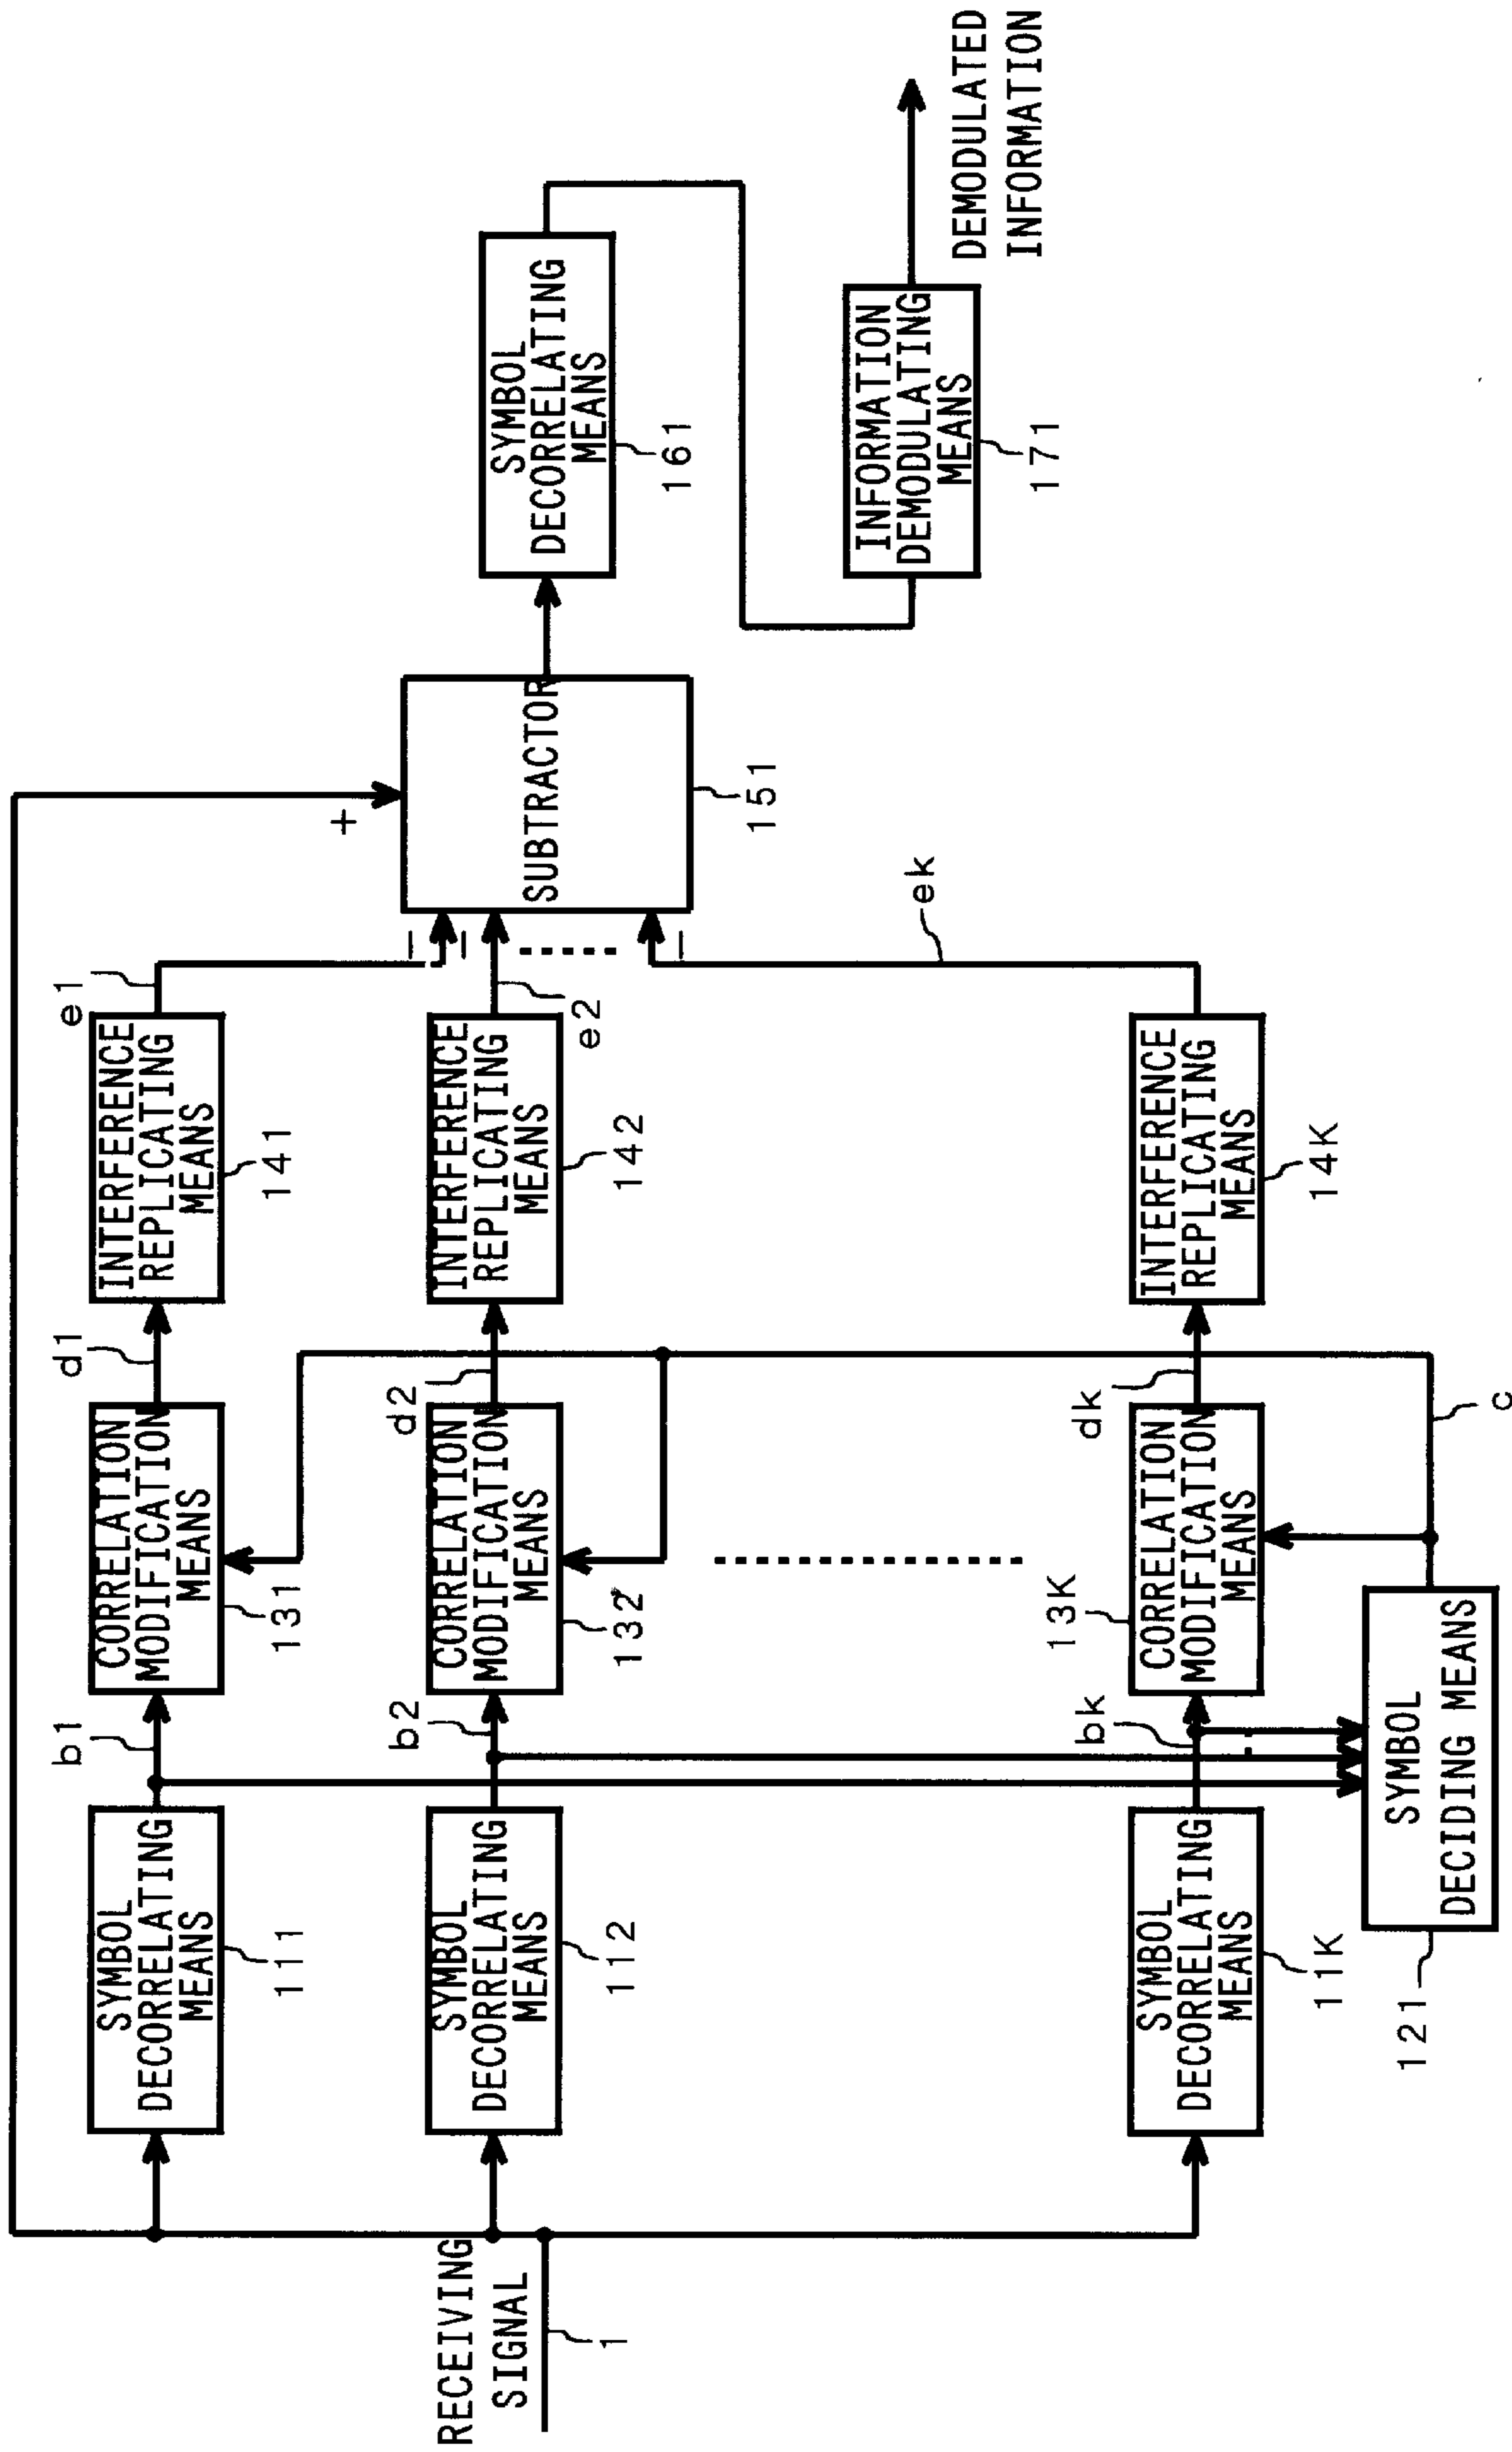 RECEIVING
SIGNAL
1
SYMBOL
DECORRELATING
MEANS
111
b1
CORRELATION
MODIFICATION
MEANS
131
d1
INTERFERENCE
REPLICATING
MEANS
141
e1
SYMBOL
DECORRELATING
MEANS
112
b2
CORRELATION
MODIFICATION
MEANS
132
d2
INTERFERENCE
REPLICATING
MEANS
142
e2
SYMBOL
DECORRELATING
MEANS
11K
bk
CORRELATION
MODIFICATION
MEANS
13K
dk
INTERFERENCE
REPLICATING
MEANS
14K
ek
SYMBOL
DECIDING MEANS
121
c
+
−
−
−
SUBTRACTOR
151
SYMBOL
DECORRELATING
MEANS
161
INFORMATION
DEMODULATING
MEANS
171
DEMODULATED
INFORMATION